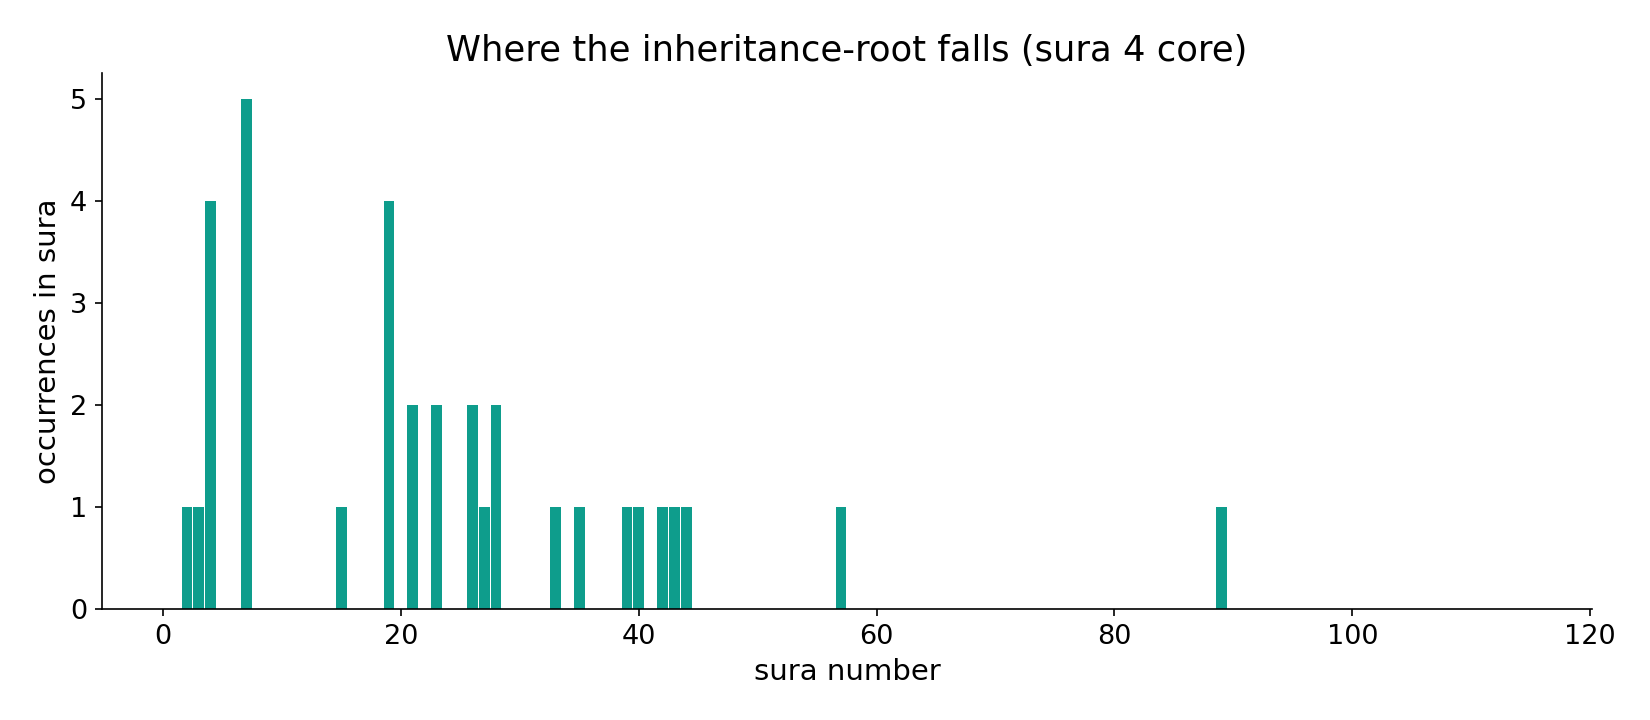 Where the inheritance-root falls (sura 4 core)
occurrences in sura
5
4
3
2
1
0
0 20 40 60 80 100 120
sura number